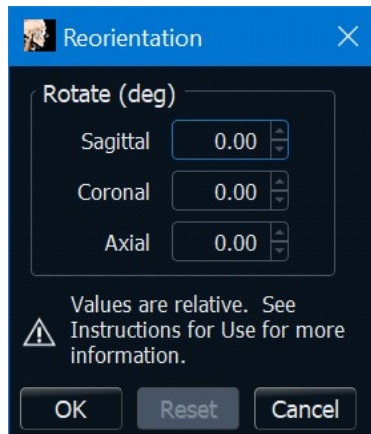 Reorientation
Rotate (deg)
Sagittal 0.00
Coronal 0.00
Axial 0.00
Values are relative. See
Instructions for Use for more
information.
OK Reset Cancel